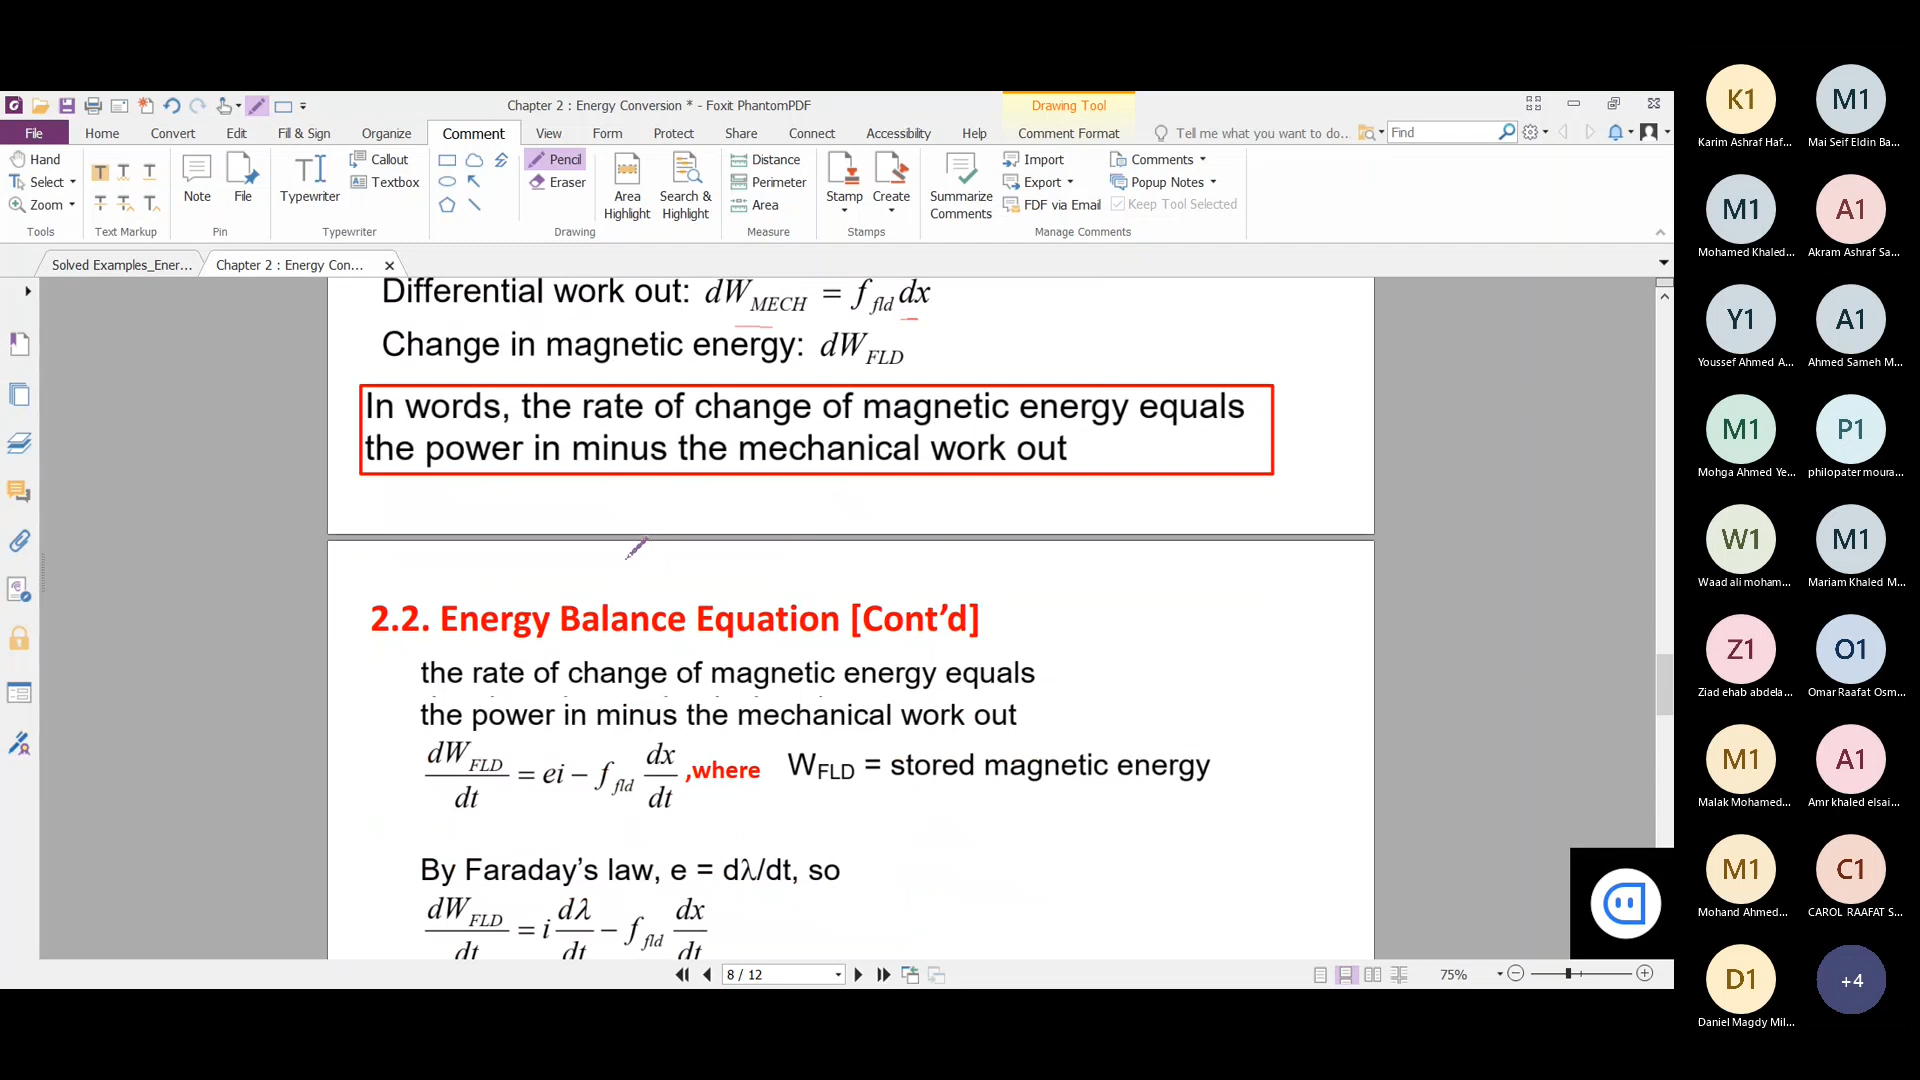 Chapter 2 : Energy Conversion * - Foxit PhantomPDF
Drawing Tool
File Home Convert Edit Fill & Sign Organize Comment View Form Protect Share Connect Accessibility Help Comment Format Tell me what you want to do.. Find
Hand
Select
Zoom
Tools
Text Markup
Note
File
Pin
Typewriter
Callout
Textbox
Typewriter
Pencil
Eraser
Area Highlight
Search & Highlight
Drawing
Distance
Perimeter
Area
Measure
Stamp
Create
Stamps
Summarize Comments
Import
Export
FDF via Email
Comments
Popup Notes
Keep Tool Selected
Manage Comments
Solved Examples_Ener...
Chapter 2 : Energy Con...
Differential work out: dW_MECH = f_fld dx
Change in magnetic energy: dW_FLD
In words, the rate of change of magnetic energy equals
the power in minus the mechanical work out
2.2. Energy Balance Equation [Cont’d]
the rate of change of magnetic energy equals
the power in minus the mechanical work out
dW_FLD/dt = ei − f_fld dx/dt ,where W_FLD = stored magnetic energy
By Faraday’s law, e = dλ/dt, so
dW_FLD/dt = i dλ/dt − f_fld dx/dt
8 / 12
75%
K1 M1
Karim Ashraf Haf... Mai Seif Eldin Ba...
M1 A1
Mohamed Khaled... Akram Ashraf Sa...
Y1 A1
Youssef Ahmed A... Ahmed Sameh M...
M1 P1
Mohga Ahmed Ye... philopater moura...
W1 M1
Waad ali moham... Mariam Khaled M...
Z1 O1
Ziad ehab abdela... Omar Raafat Osm...
M1 A1
Malak Mohamed... Amr khaled elsai...
M1 C1
Mohand Ahmed... CAROL RAAFAT S...
D1 +4
Daniel Magdy Mil...